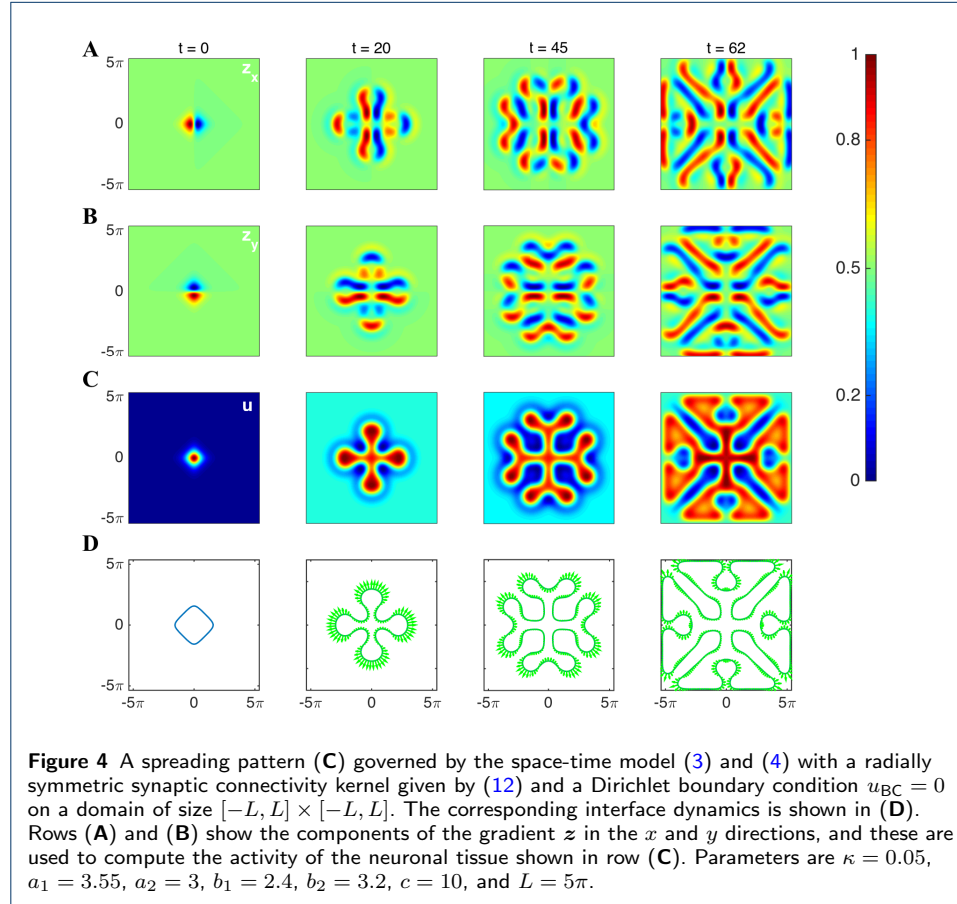 A t = 0 t = 20 t = 45 t = 62
5π 0 -5π
z_x
1 0.8 0.5 0.2 0
B
5π 0 -5π
z_y
C
5π 0 -5π
u
D
5π 0 -5π
-5π 0 5π -5π 0 5π -5π 0 5π -5π 0 5π
Figure 4 A spreading pattern (C) governed by the space-time model (3) and (4) with a radially
symmetric synaptic connectivity kernel given by (12) and a Dirichlet boundary condition u_BC = 0
on a domain of size [−L, L] × [−L, L]. The corresponding interface dynamics is shown in (D).
Rows (A) and (B) show the components of the gradient z in the x and y directions, and these are
used to compute the activity of the neuronal tissue shown in row (C). Parameters are κ = 0.05,
a₁ = 3.55, a₂ = 3, b₁ = 2.4, b₂ = 3.2, c = 10, and L = 5π.